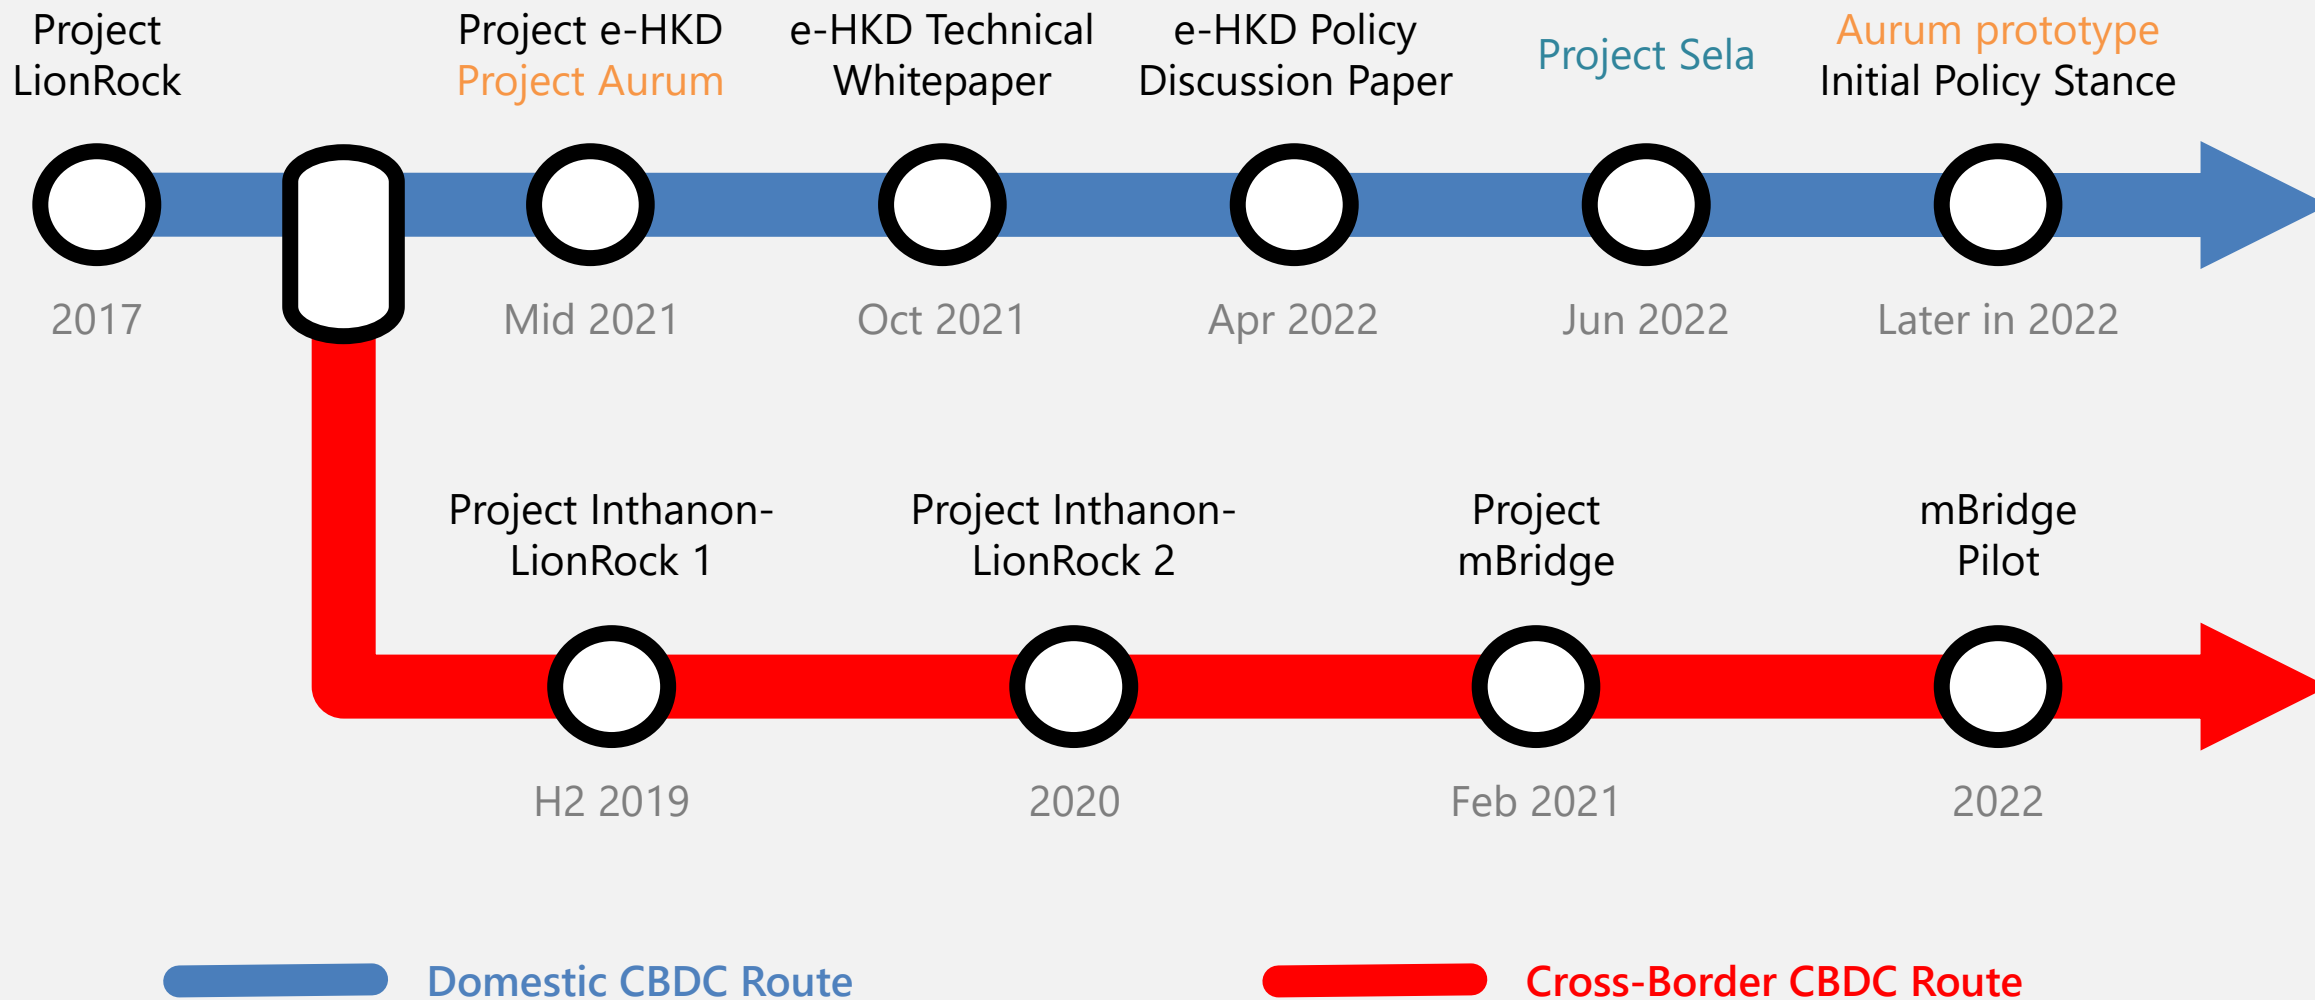 Project
LionRock
Project e-HKD
Project Aurum
e-HKD Technical
Whitepaper
e-HKD Policy
Discussion Paper
Project Sela
Aurum prototype
Initial Policy Stance
2017
Mid 2021
Oct 2021
Apr 2022
Jun 2022
Later in 2022
Project Inthanon-
LionRock 1
Project Inthanon-
LionRock 2
Project
mBridge
mBridge
Pilot
H2 2019
2020
Feb 2021
2022
Domestic CBDC Route
Cross-Border CBDC Route